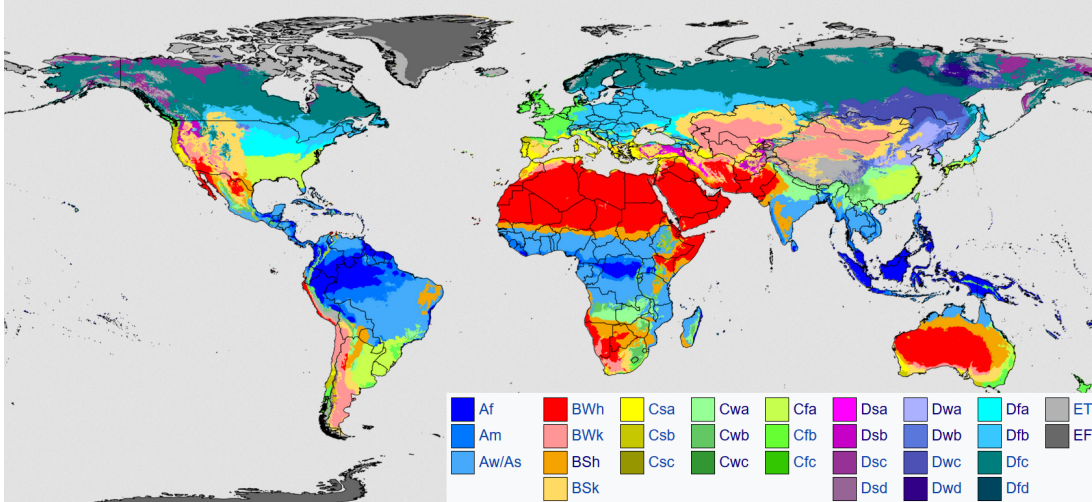 Af BWh Csa Cwa Cfa Dsa Dwa Dfa ET
Am BWk Csb Cwb Cfb Dsb Dwb Dfb EF
Aw/As BSh Csc Cwc Cfc Dsc Dwc Dfc
BSk Dsd Dwd Dfd